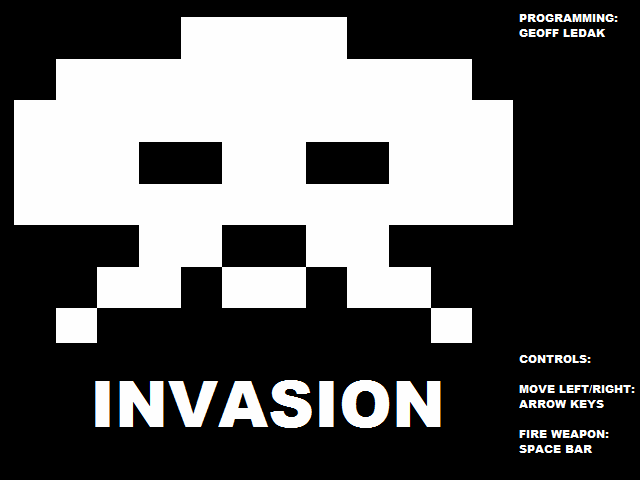 PROGRAMMING:
GEOFF LEDAK
INVASION
CONTROLS:
MOVE LEFT/RIGHT:
ARROW KEYS
FIRE WEAPON:
SPACE BAR